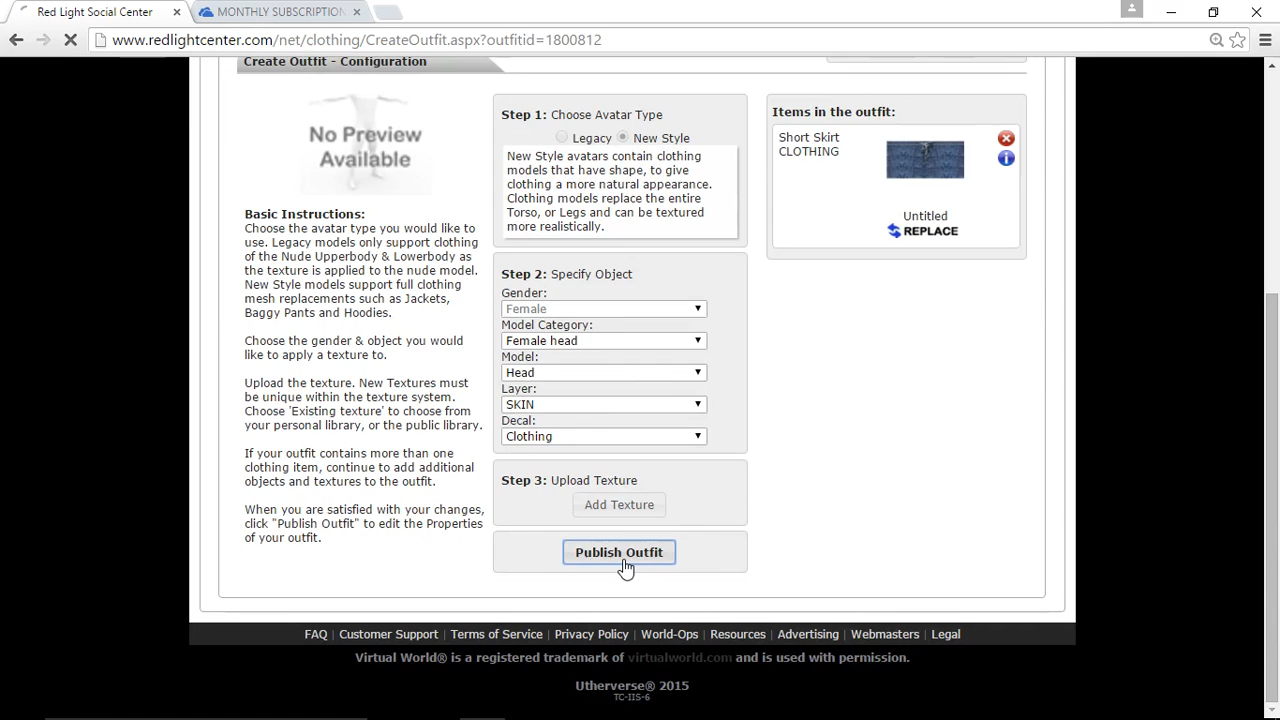 Red Light Social Center
MONTHLY SUBSCRIPTION
www.redlightcenter.com/net/clothing/CreateOutfit.aspx?outfitid=1800812
Create Outfit - Configuration
No Preview
Available
Basic Instructions:
Choose the avatar type you would like to
use. Legacy models only support clothing
of the Nude Upperbody & Lowerbody as
the texture is applied to the nude model.
New Style models support full clothing
mesh replacements such as Jackets,
Baggy Pants and Hoodies.
Choose the gender & object you would
like to apply a texture to.
Upload the texture. New Textures must
be unique within the texture system.
Choose 'Existing texture' to choose from
your personal library, or the public library.
If your outfit contains more than one
clothing item, continue to add additional
objects and textures to the outfit.
When you are satisfied with your changes,
click "Publish Outfit" to edit the Properties
of your outfit.
Step 1: Choose Avatar Type
Legacy New Style
New Style avatars contain clothing
models that have shape, to give
clothing a more natural appearance.
Clothing models replace the entire
Torso, or Legs and can be textured
more realistically.
Step 2: Specify Object
Gender:
Female
Model Category:
Female head
Model:
Head
Layer:
SKIN
Decal:
Clothing
Step 3: Upload Texture
Add Texture
Publish Outfit
Items in the outfit:
Short Skirt
CLOTHING
Untitled
REPLACE
FAQ | Customer Support | Terms of Service | Privacy Policy | World-Ops | Resources | Advertising | Webmasters | Legal
Virtual World® is a registered trademark of virtualworld.com and is used with permission.
Utherverse® 2015
TC-IIS-6